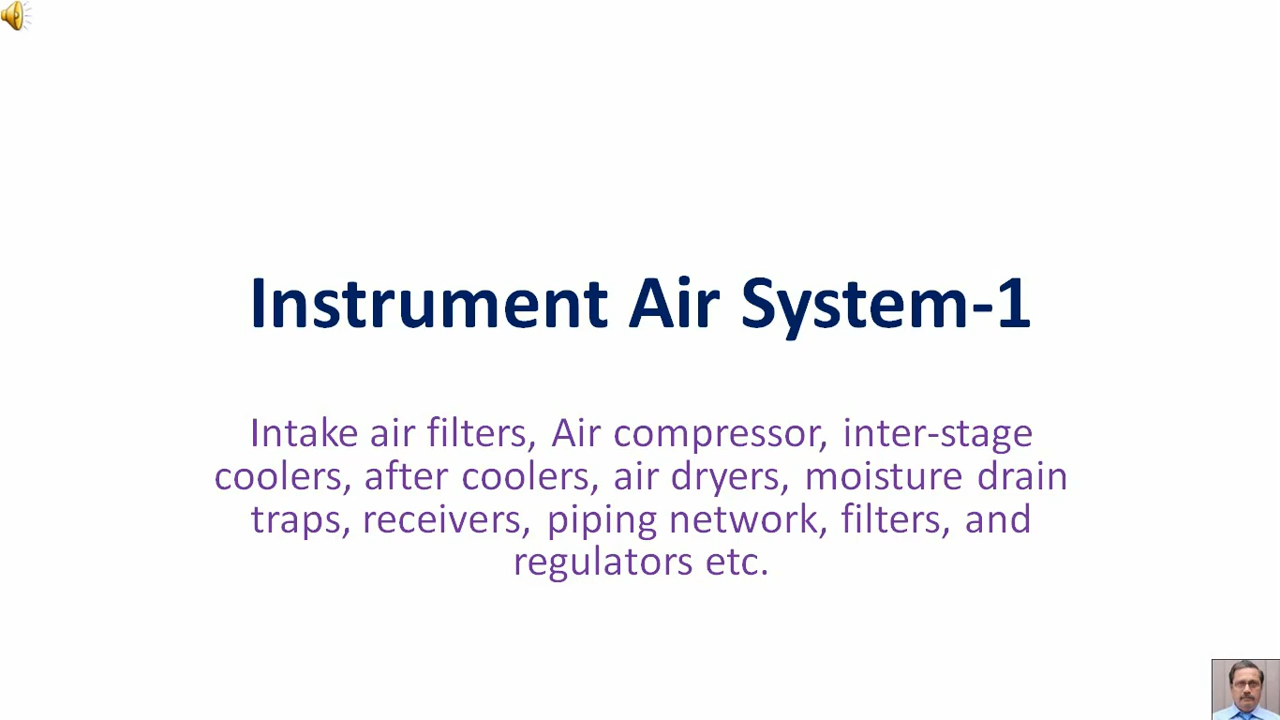 Instrument Air System-1
Intake air filters, Air compressor, inter-stage
coolers, after coolers, air dryers, moisture drain
traps, receivers, piping network, filters, and
regulators etc.